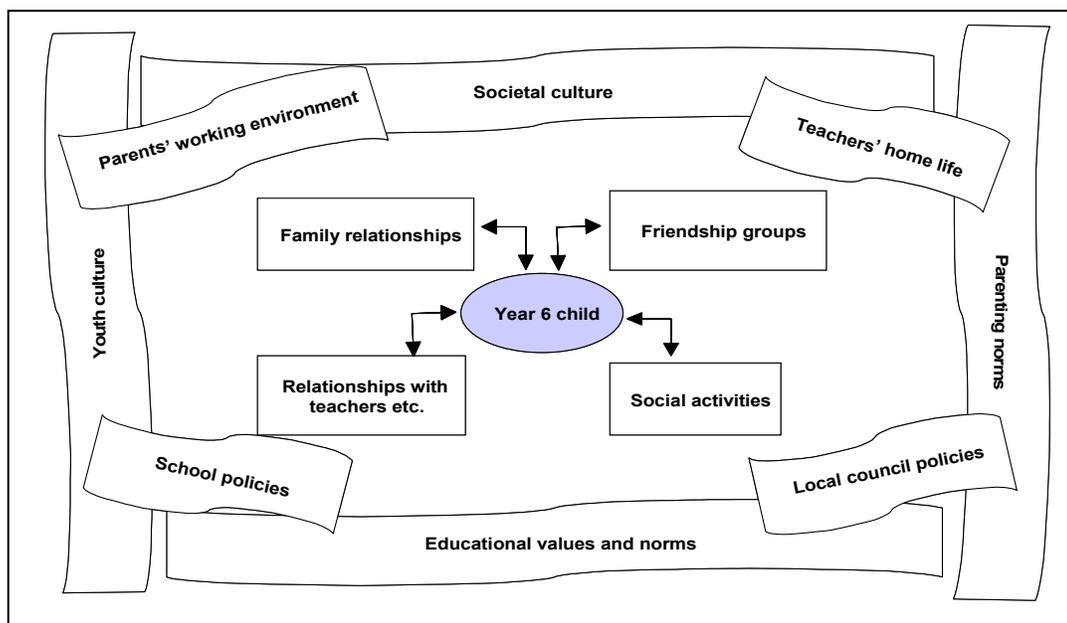 Societal culture
Parents’ working environment
Teachers’ home life
Family relationships
Friendship groups
Youth culture
Year 6 child
Parenting norms
Relationships with
teachers etc.
Social activities
School policies
Local council policies
Educational values and norms